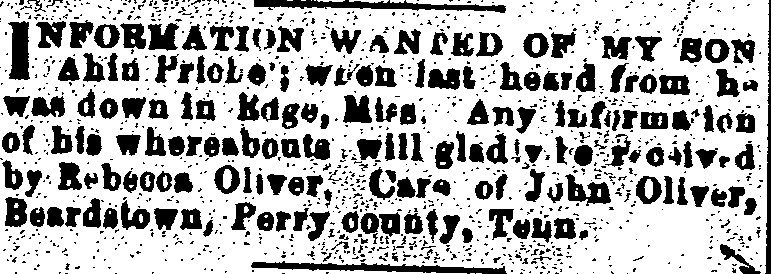 INFORMATION WANTED OF MY SON
Abin Priobe; when last heard from he
was down in Edge, Miss. Any information
of his whereabouts will gladly be received
by Rebecca Oliver, Care of John Oliver,
Beardstown, Perry county, Tenn.